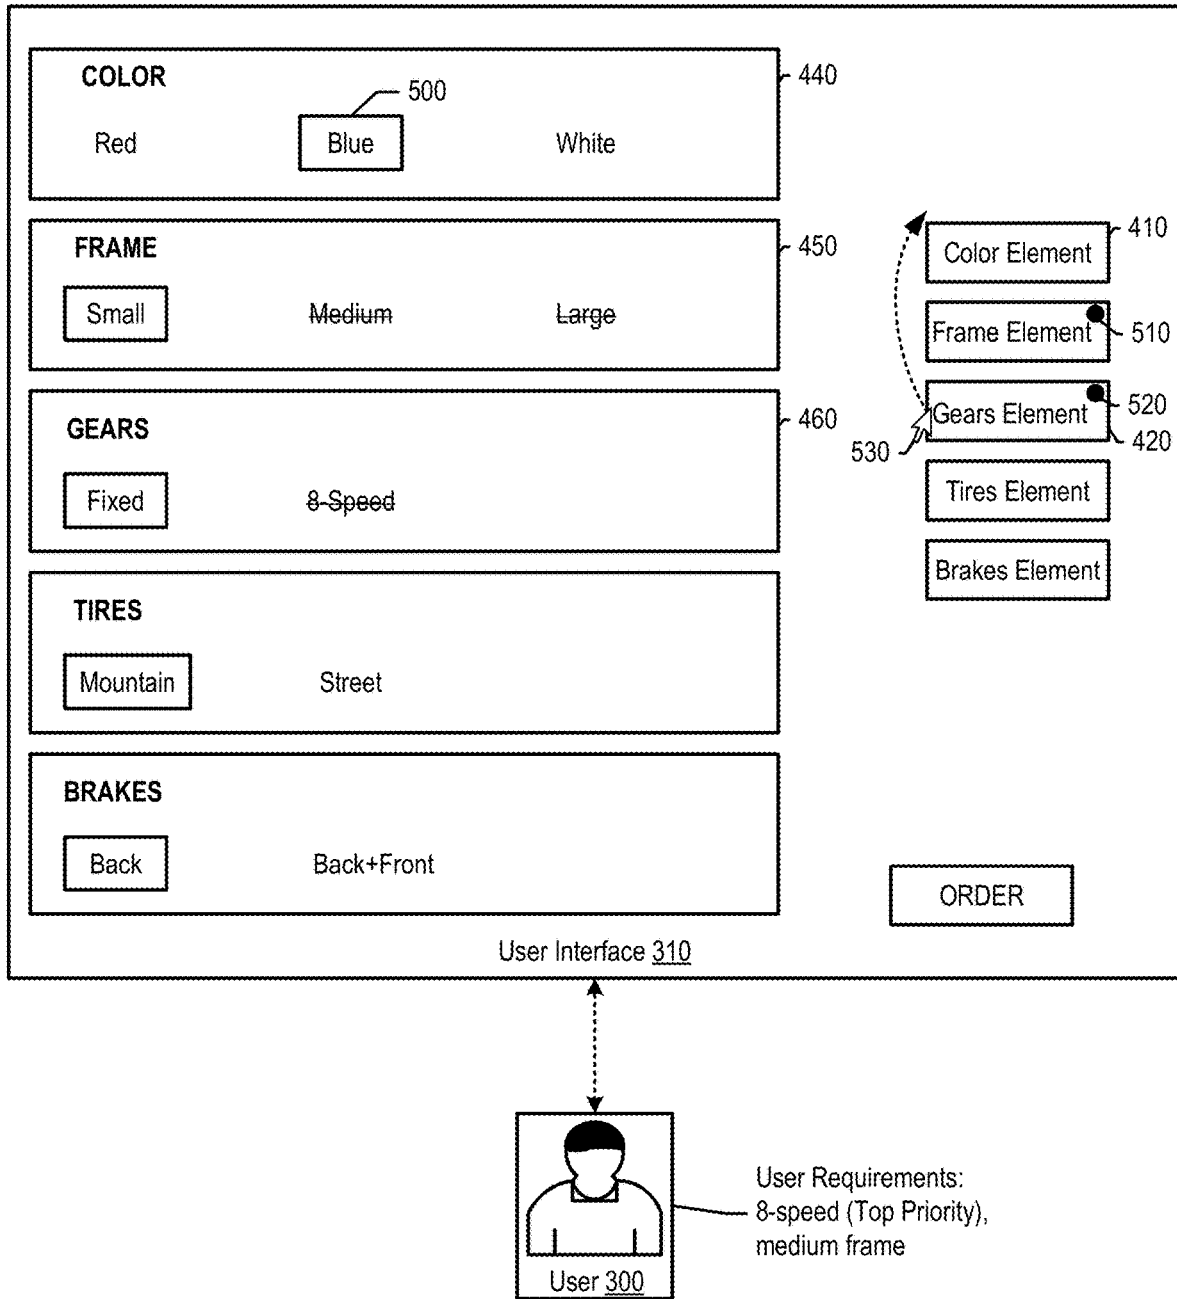 COLOR
440
500
Red
Blue
White
FRAME
450
Small
Medium
Large
GEARS
460
Fixed
8-Speed
TIRES
Mountain
Street
BRAKES
Back
Back+Front
Color Element
410
Frame Element
510
Gears Element
520
420
530
Tires Element
Brakes Element
ORDER
User Interface 310
User Requirements:
8-speed (Top Priority),
medium frame
User 300